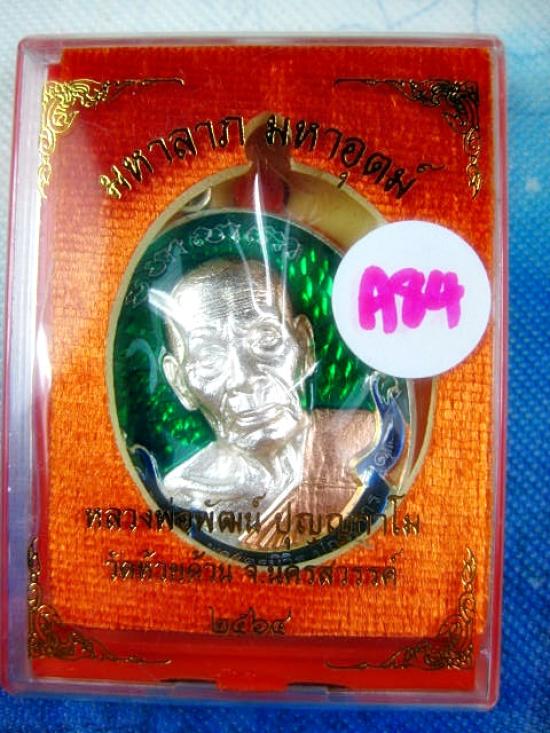 มหาลาภ มหาอุตม์
A84
หลวงพ่อพัฒน์ ปุญฺญกาโม
วัดห้วยด้วน จ.นครสวรรค์
๒๕๖๔